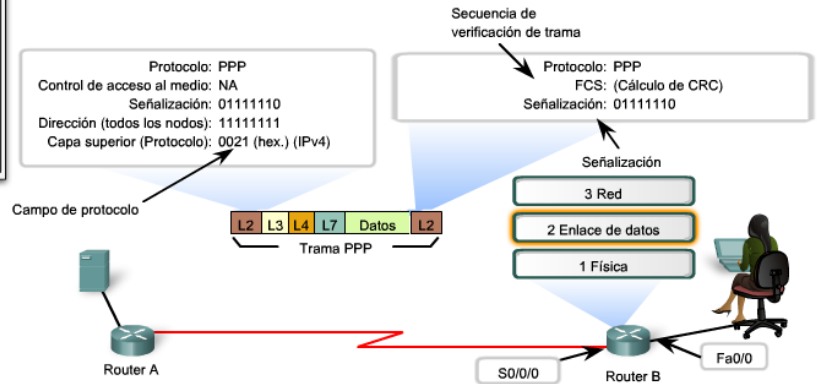 Secuencia de
verificación de trama
Protocolo: PPP
Control de acceso al medio: NA
Señalización: 01111110
Dirección (todos los nodos): 11111111
Capa superior (Protocolo): 0021 (hex.) (IPv4)
Protocolo: PPP
FCS: (Cálculo de CRC)
Señalización: 01111110
Señalización
Campo de protocolo
L2 L3 L4 L7 Datos L2
Trama PPP
3 Red
2 Enlace de datos
1 Física
Router A
S0/0/0
Router B
Fa0/0